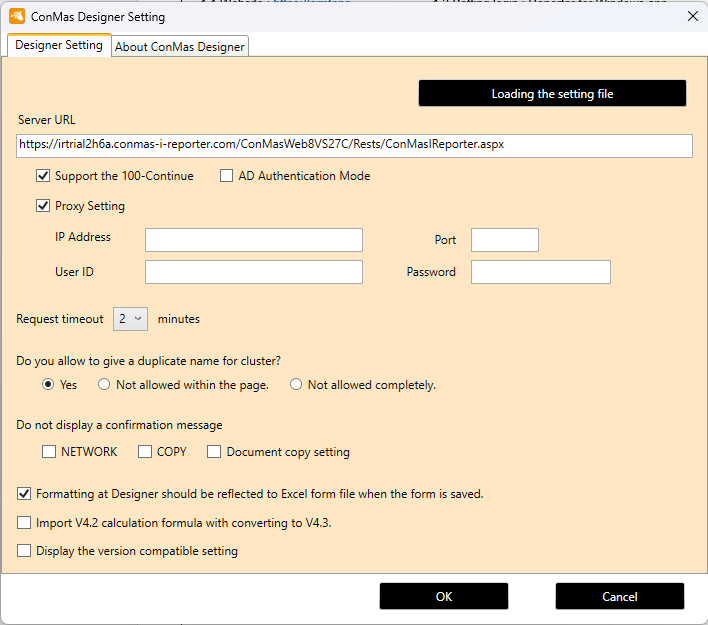 ConMas Designer Setting
Designer Setting
About ConMas Designer
Loading the setting file
Server URL
https://irtrial2h6a.conmas-i-reporter.com/ConMasWeb8VS27C/Rests/ConMasIReporter.aspx
Support the 100-Continue
AD Authentication Mode
Proxy Setting
IP Address
Port
User ID
Password
Request timeout 2 minutes
Do you allow to give a duplicate name for cluster?
Yes
Not allowed within the page.
Not allowed completely.
Do not display a confirmation message
NETWORK
COPY
Document copy setting
Formatting at Designer should be reflected to Excel form file when the form is saved.
Import V4.2 calculation formula with converting to V4.3.
Display the version compatible setting
OK
Cancel